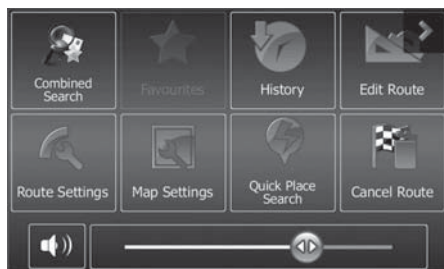 Combined
Search
Favourites
History
Edit Route
Route Settings
Map Settings
Quick Place
Search
Cancel Route